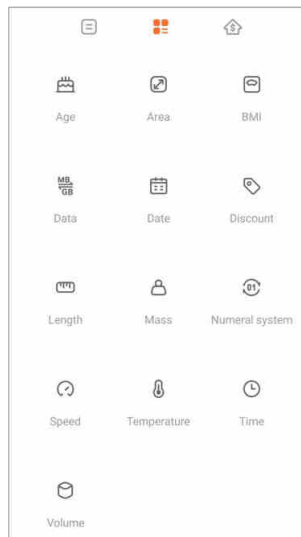 Age Area BMI
MB
GB
Data Date Discount
01
Length Mass Numeral system
Speed Temperature Time
Volume